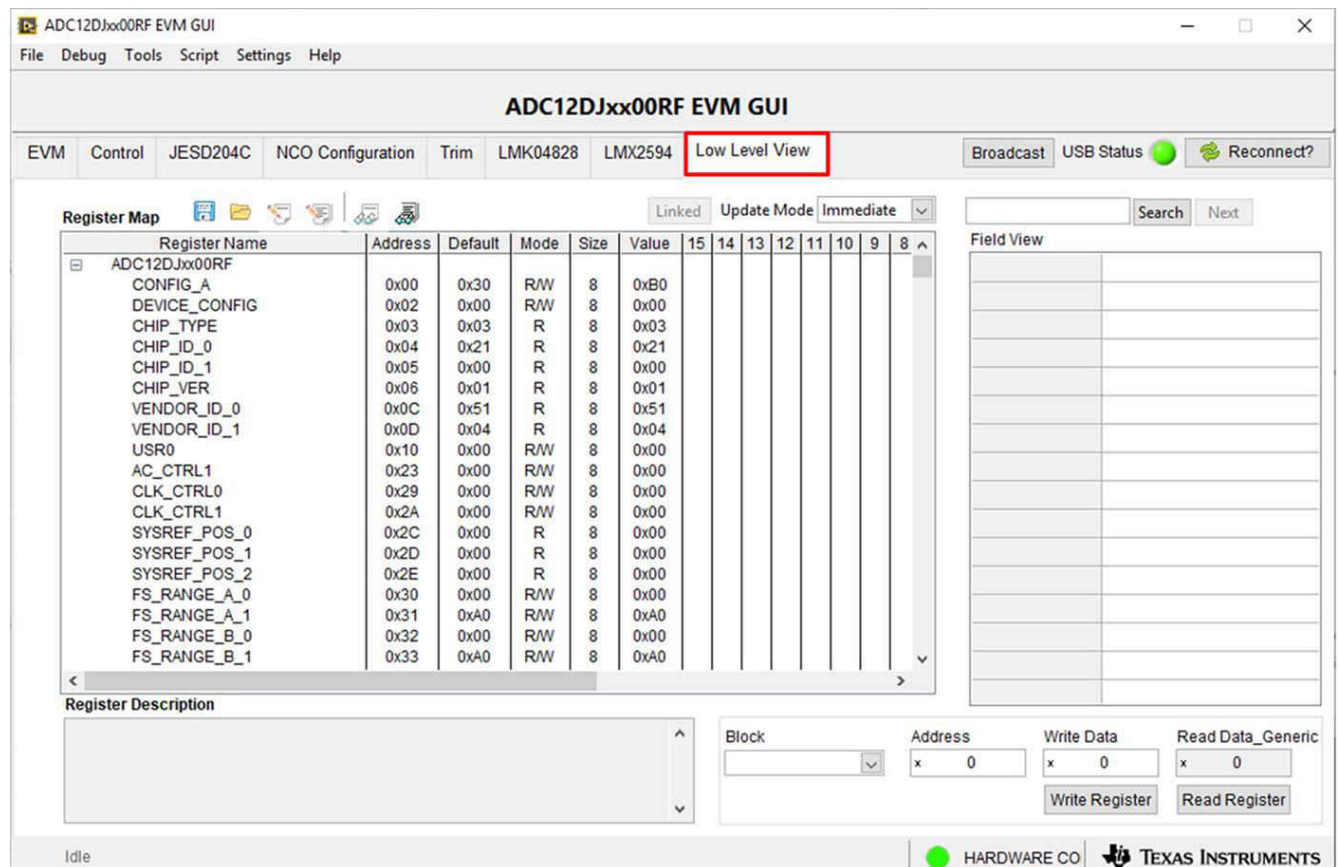 ADC12DJxx00RF EVM GUI
File Debug Tools Script Settings Help
ADC12DJxx00RF EVM GUI
EVM Control JESD204C NCO Configuration Trim LMK04828 LMX2594 Low Level View Broadcast USB Status Reconnect?
Register Map Linked Update Mode Immediate Search Next
Register Name Address Default Mode Size Value 15 14 13 12 11 10 9 8 Field View
ADC12DJxx00RF
CONFIG_A 0x00 0x30 R/W 8 0xB0
DEVICE_CONFIG 0x02 0x00 R/W 8 0x00
CHIP_TYPE 0x03 0x03 R 8 0x03
CHIP_ID_0 0x04 0x21 R 8 0x21
CHIP_ID_1 0x05 0x00 R 8 0x00
CHIP_VER 0x06 0x01 R 8 0x01
VENDOR_ID_0 0x0C 0x51 R 8 0x51
VENDOR_ID_1 0x0D 0x04 R 8 0x04
USR0 0x10 0x00 R/W 8 0x00
AC_CTRL1 0x23 0x00 R/W 8 0x00
CLK_CTRL0 0x29 0x00 R/W 8 0x00
CLK_CTRL1 0x2A 0x00 R/W 8 0x00
SYSREF_POS_0 0x2C 0x00 R 8 0x00
SYSREF_POS_1 0x2D 0x00 R 8 0x00
SYSREF_POS_2 0x2E 0x00 R 8 0x00
FS_RANGE_A_0 0x30 0x00 R/W 8 0x00
FS_RANGE_A_1 0x31 0xA0 R/W 8 0xA0
FS_RANGE_B_0 0x32 0x00 R/W 8 0x00
FS_RANGE_B_1 0x33 0xA0 R/W 8 0xA0
Register Description
Block Address Write Data Read Data_Generic
x 0 x 0 x 0
Write Register Read Register
Idle HARDWARE CO TEXAS INSTRUMENTS